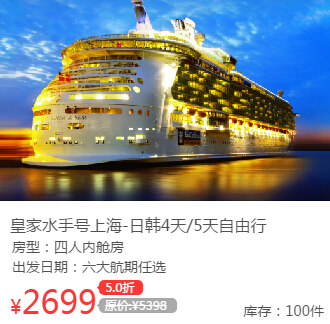 皇家水手号上海-日韩4天/5天自由行
房型：四人内舱房
出发日期：六大航期任选
5.0折
¥2699 原价:¥5398
库存：100件